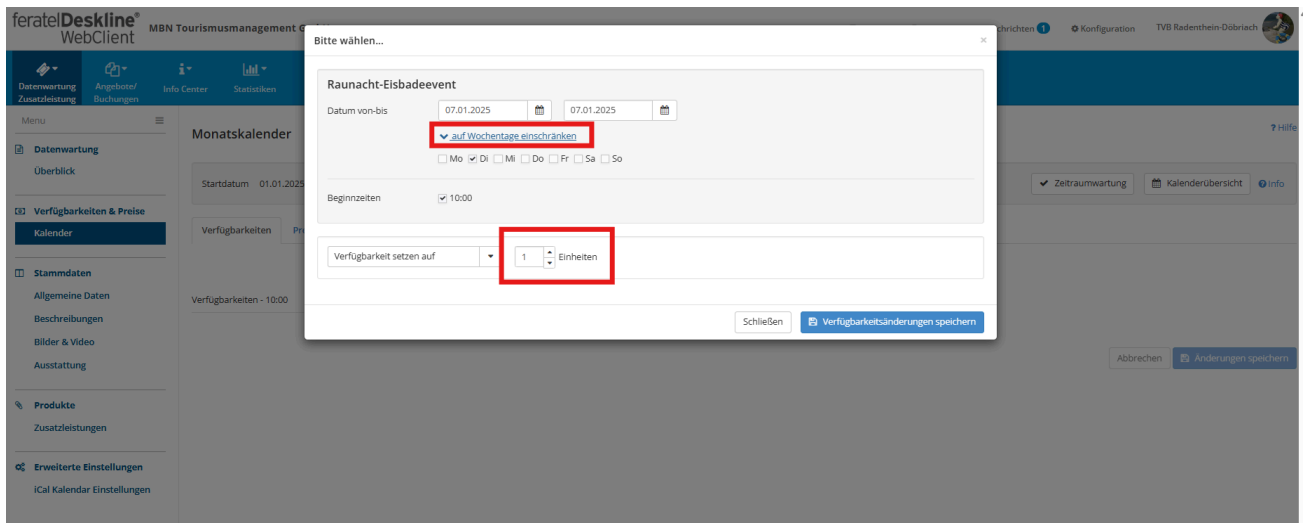 feratelDeskline®
WebClient
MBN Tourismusmanagement G
chrichten 1
Konfiguration
TVB Radenthein-Döbriach
Datenwartung
Zusatzleistung
Angebote/
Buchungen
Info Center
Statistiken
Menu
Datenwartung
Überblick
Verfügbarkeiten & Preise
Kalender
Stammdaten
Allgemeine Daten
Beschreibungen
Bilder & Video
Ausstattung
Produkte
Zusatzleistungen
Erweiterte Einstellungen
iCal Kalendar Einstellungen
Monatskalender
? Hilfe
Startdatum 01.01.2025
Zeitraumwartung
Kalenderübersicht
Info
Verfügbarkeiten
Pr
Verfügbarkeiten - 10:00
Abbrechen
Änderungen speichern
Bitte wählen...
×
Raunacht-Eisbadeevent
Datum von-bis 07.01.2025 07.01.2025
auf Wochentage einschränken
Mo Di Mi Do Fr Sa So
Beginnzeiten 10:00
Verfügbarkeit setzen auf 1 Einheiten
Schließen
Verfügbarkeitsänderungen speichern